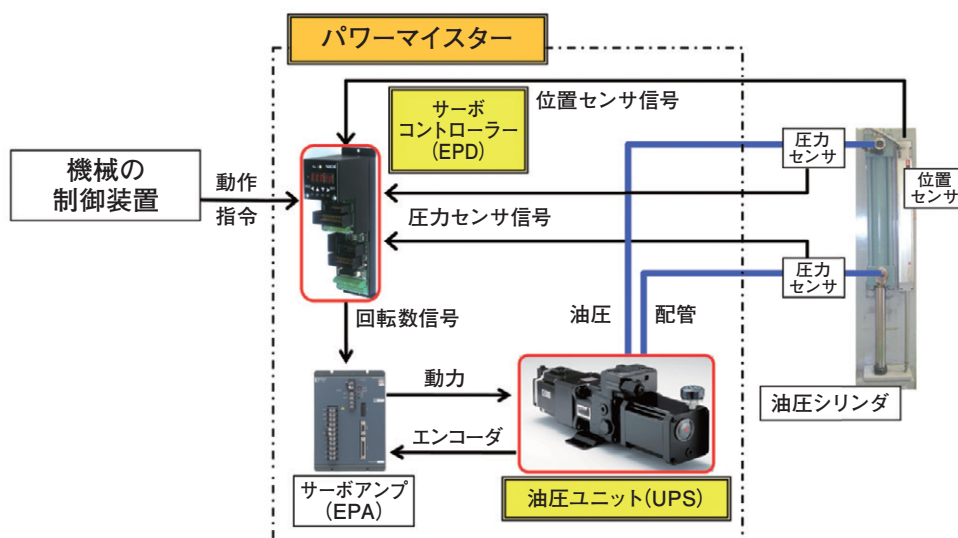 パワーマイスター
サーボ
コントローラー
(EPD)
位置センサ信号
機械の
制御装置
動作
指令
圧力
センサ
位置
センサ
圧力センサ信号
圧力
センサ
回転数信号
油圧
配管
動力
エンコーダ
油圧シリンダ
サーボアンプ
(EPA)
油圧ユニット(UPS)